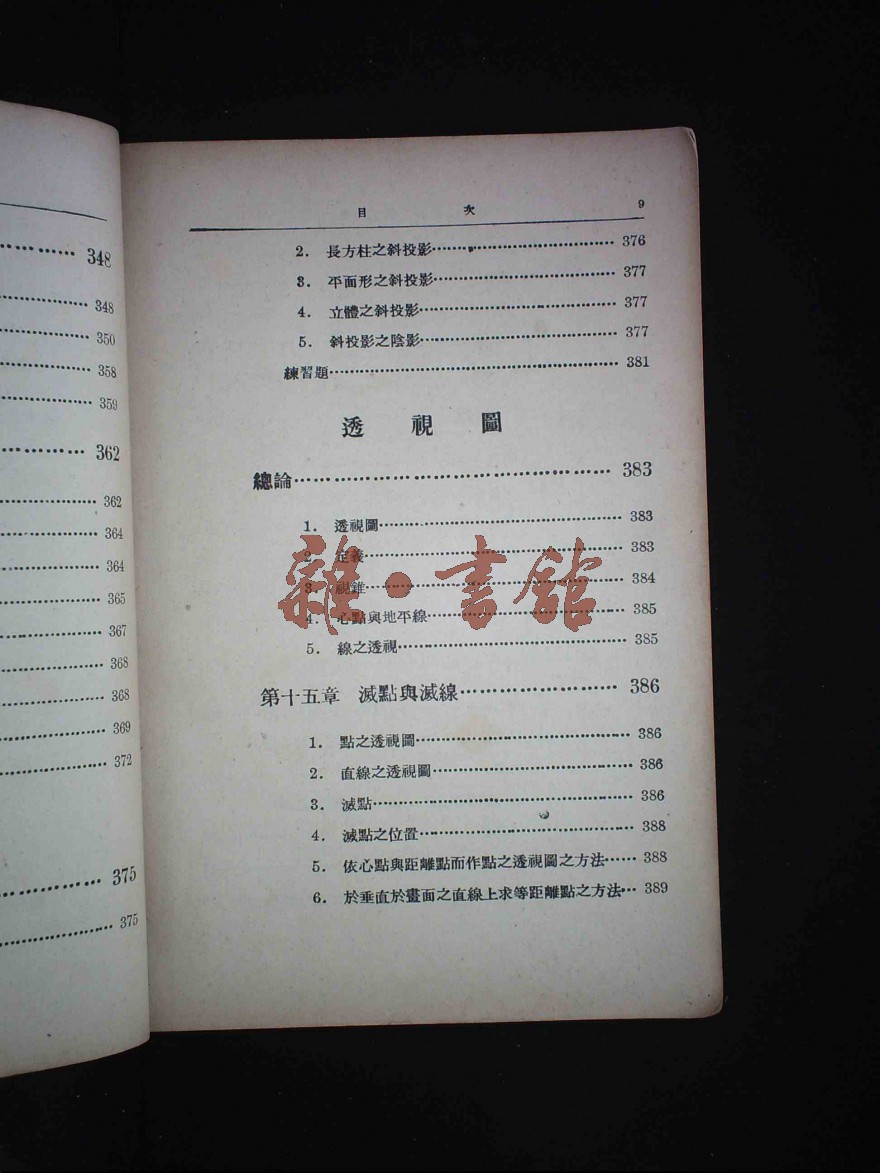 348
348
350
358
359
362
362
364
364
365
367
368
368
369
372
375
375
目 次 9
2. 長方柱之斜投影 376
3. 平面形之斜投影 377
4. 立體之斜投影 377
5. 斜投影之陰影 377
練習題 381
透視圖
總論 383
1. 透視圖 383
2. 定義 383
3. 視錐 384
4. 心點與地平線 385
5. 線之透視 385
雜·書館
第十五章 滅點與滅線 386
1. 點之透視圖 386
2. 直線之透視圖 386
3. 滅點 386
4. 滅點之位置 388
5. 依心點與距離點而作點之透視圖之方法 388
6. 於垂直於畫面之直線上求等距離點之方法 389